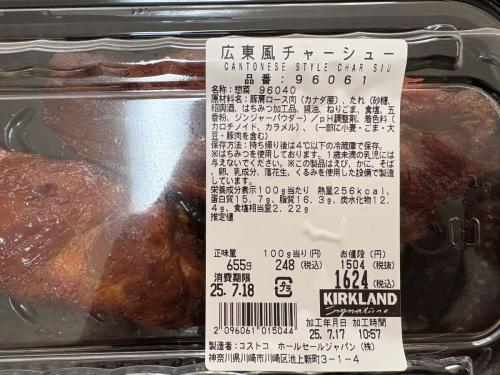 広東風チャーシュー
CANTONESE STYLE CHAR SIU
品番:96061
名称:惣菜 96040
原材料名:豚肩ロース肉(カナダ産)、たれ(砂糖、
紹興酒、はちみつ加工品、醤油、ねりごま、食塩、五
香粉、ジンジャーパウダー)/pH調整剤、着色料(
カロチノイド、カラメル)、(一部に小麦・ごま・大
豆・豚肉を含む)
保存方法:持ち帰り後は4℃以下の冷蔵庫で保存。
※はちみつを使用しております。1歳未満の乳児には
与えないでください。※この製品はえび、かに、そば
、卵、乳成分、落花生、くるみを使用した設備で製造
しています。
栄養成分表示100g当たり 熱量256kcal、
蛋白質15.7g、脂質16.3g、炭水化物12.
4g、食塩相当量2.22g
推定値
正味量 100g当り(円) お値段(円)
655g 248(税込) 1504(税抜)
消費期限 1624(税込)
25.7.18 プラ KIRKLAND
Signature
2096061015044
加工年月日 加工時間
25.7.17 10:57
製造者:コストコ ホールセールジャパン(株)
神奈川県川崎市川崎区池上新町3-1-4